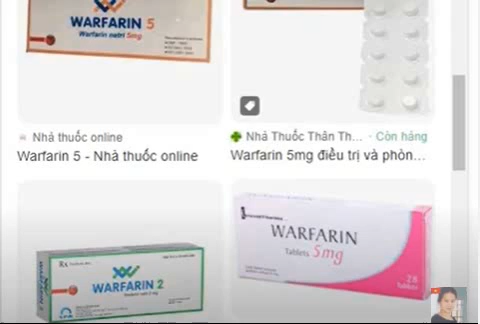 WARFARIN 5
Warfarin natri 5mg
Nhà thuốc online
Warfarin 5 - Nhà thuốc online
Nhà Thuốc Thân Th... · Còn hàng
Warfarin 5mg điều trị và phòn...
WARFARIN 2
WARFARIN
Tablets 5mg
28
Tablets